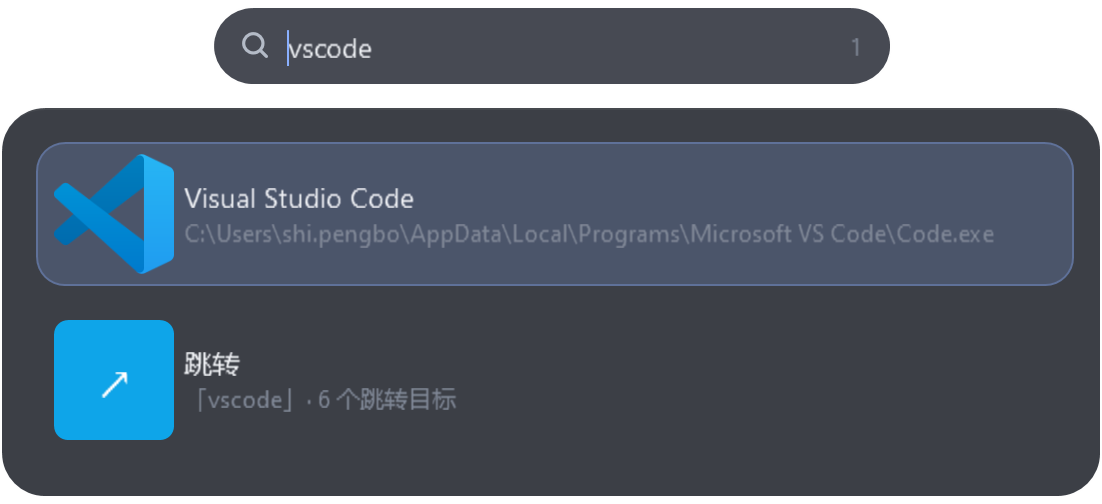 vscode 1
Visual Studio Code
C:\Users\shi.pengbo\AppData\Local\Programs\Microsoft VS Code\Code.exe
跳转
「vscode」· 6 个跳转目标